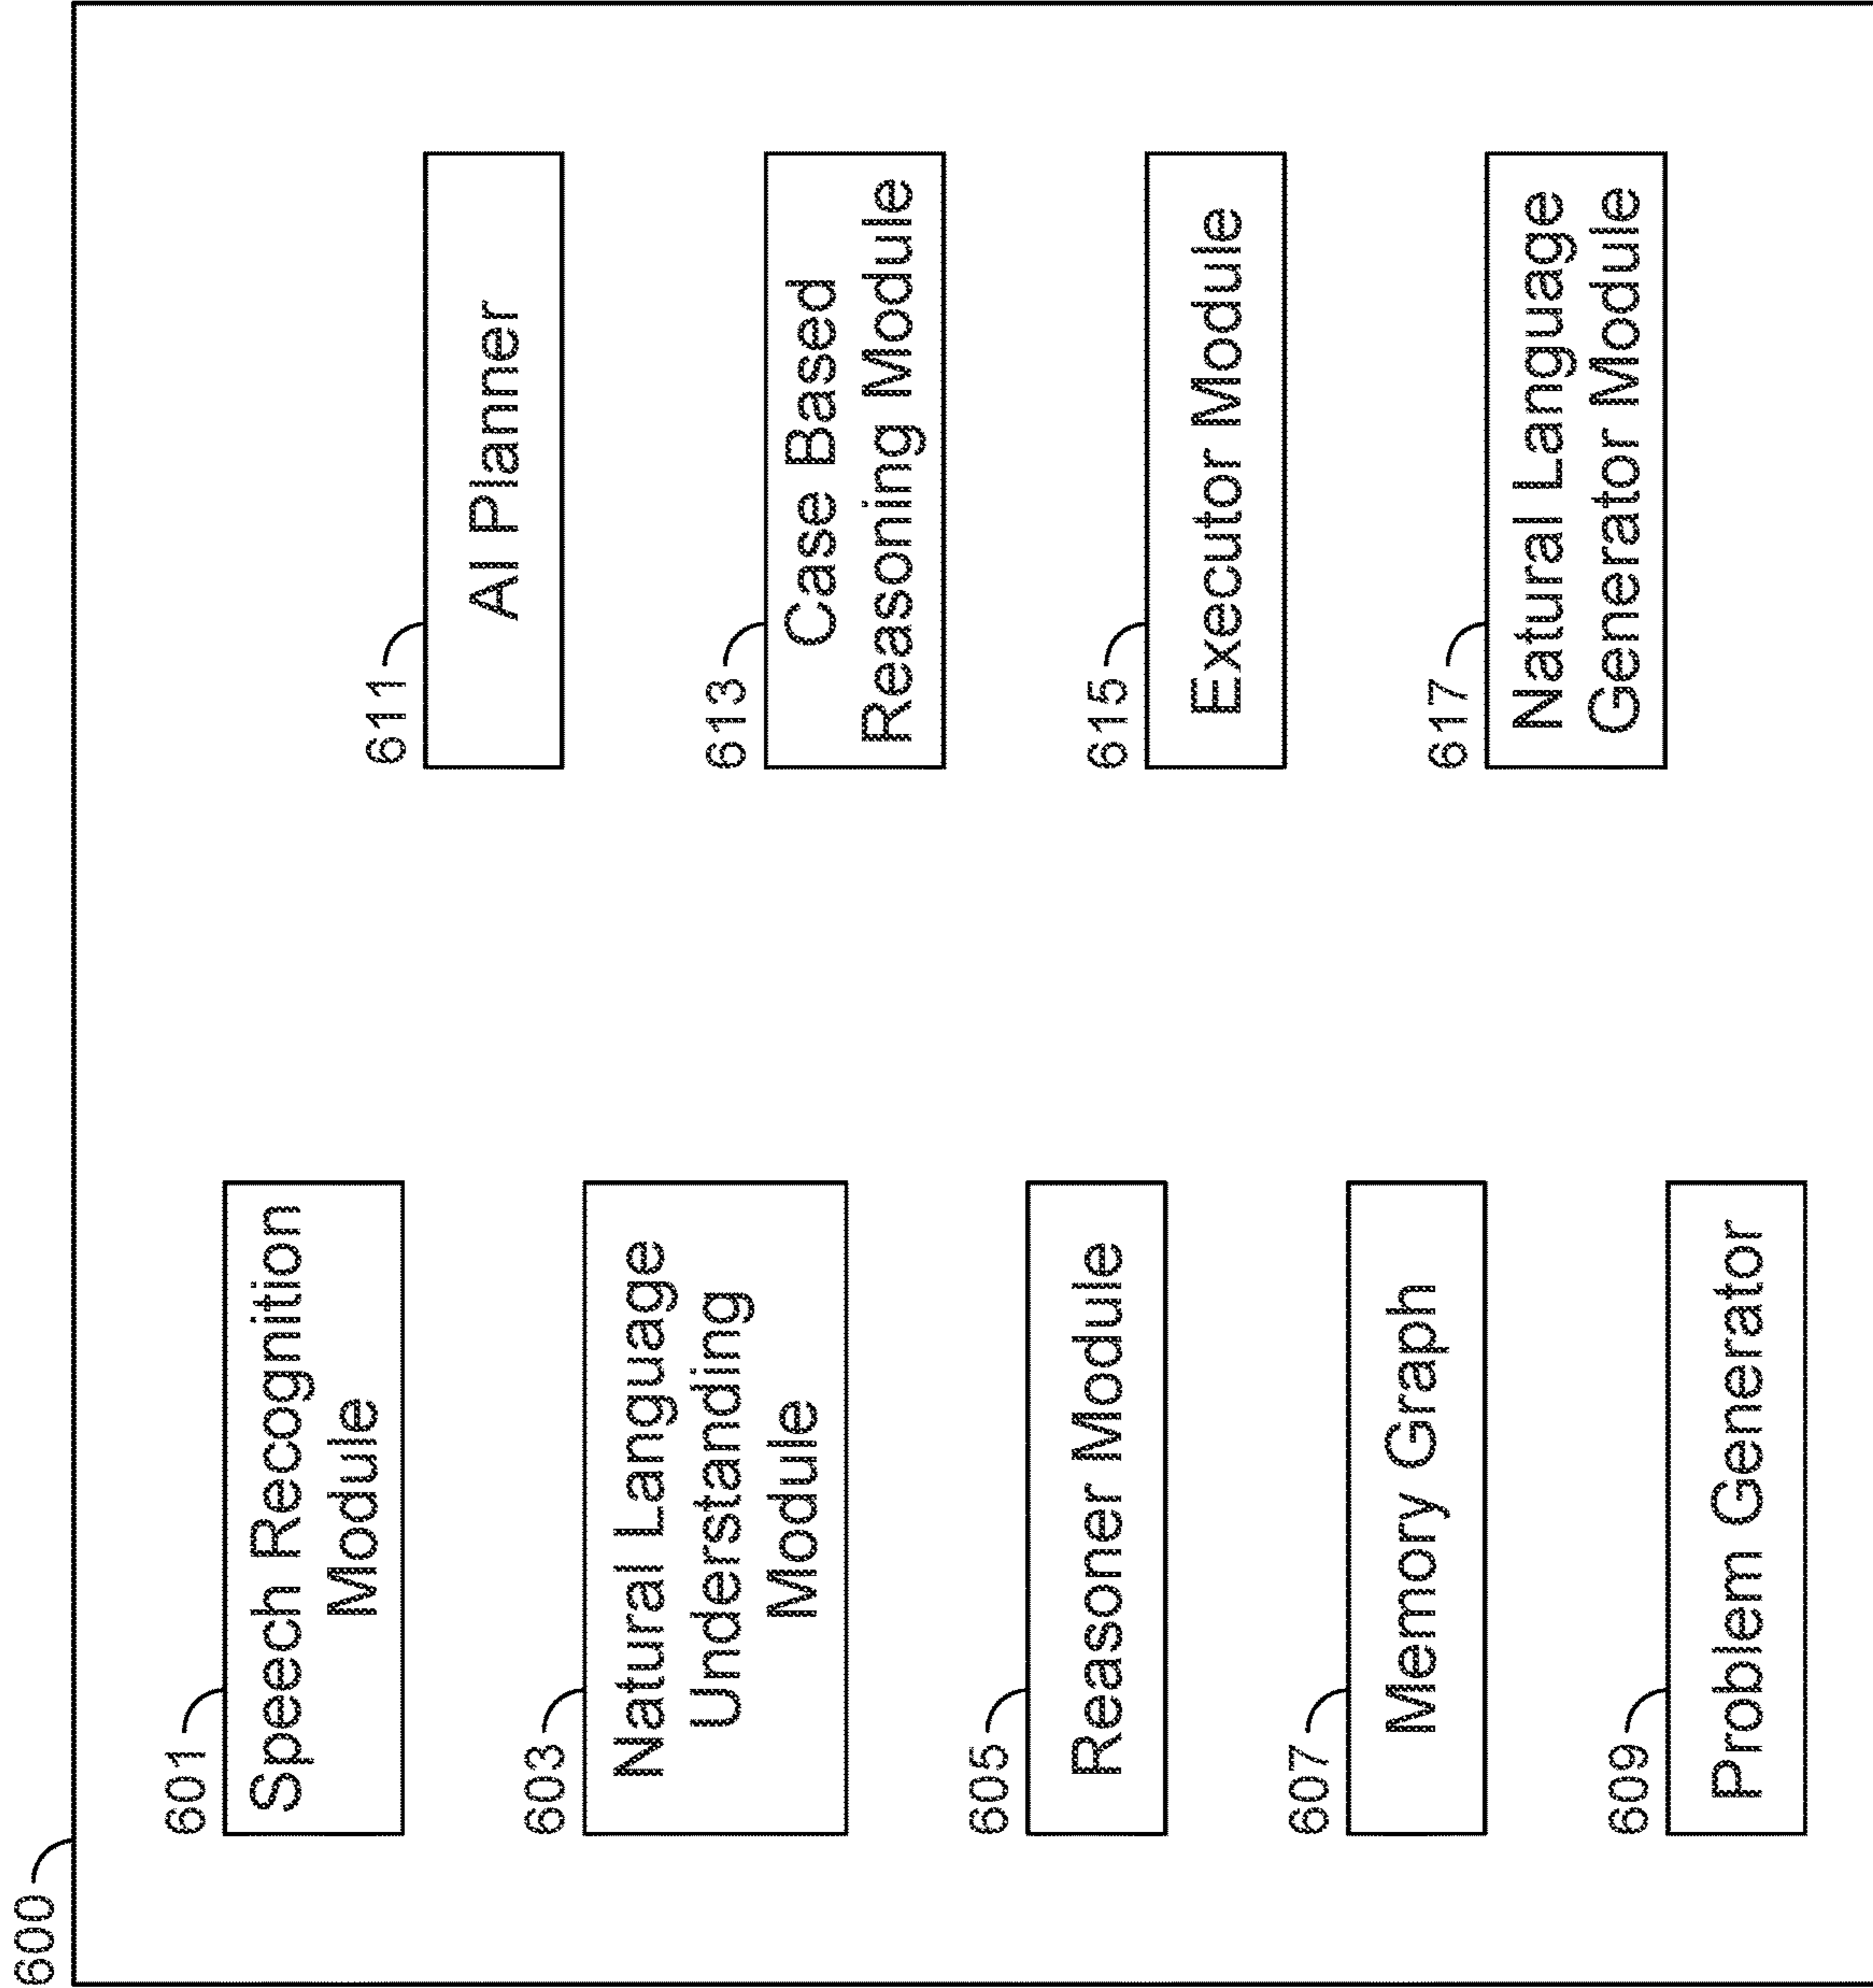 600
601
Speech Recognition
Module
603
Natural Language
Understanding
Module
605
Reasoner Module
607
Memory Graph
609
Problem Generator
611
AI Planner
613
Case Based
Reasoning Module
615
Executor Module
617
Natural Language
Generator Module